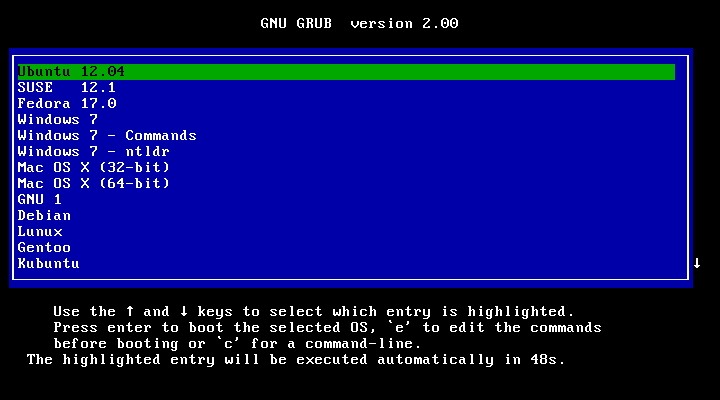 GNU GRUB  version 2.00
Ubuntu 12.04
SUSE   12.1
Fedora 17.0
Windows 7
Windows 7 - Commands
Windows 7 - ntldr
Mac OS X (32-bit)
Mac OS X (64-bit)
GNU 1
Debian
Lunux
Gentoo
Kubuntu
↓
Use the ↑ and ↓ keys to select which entry is highlighted.
Press enter to boot the selected OS, `e' to edit the commands
before booting or `c' for a command-line.
The highlighted entry will be executed automatically in 48s.